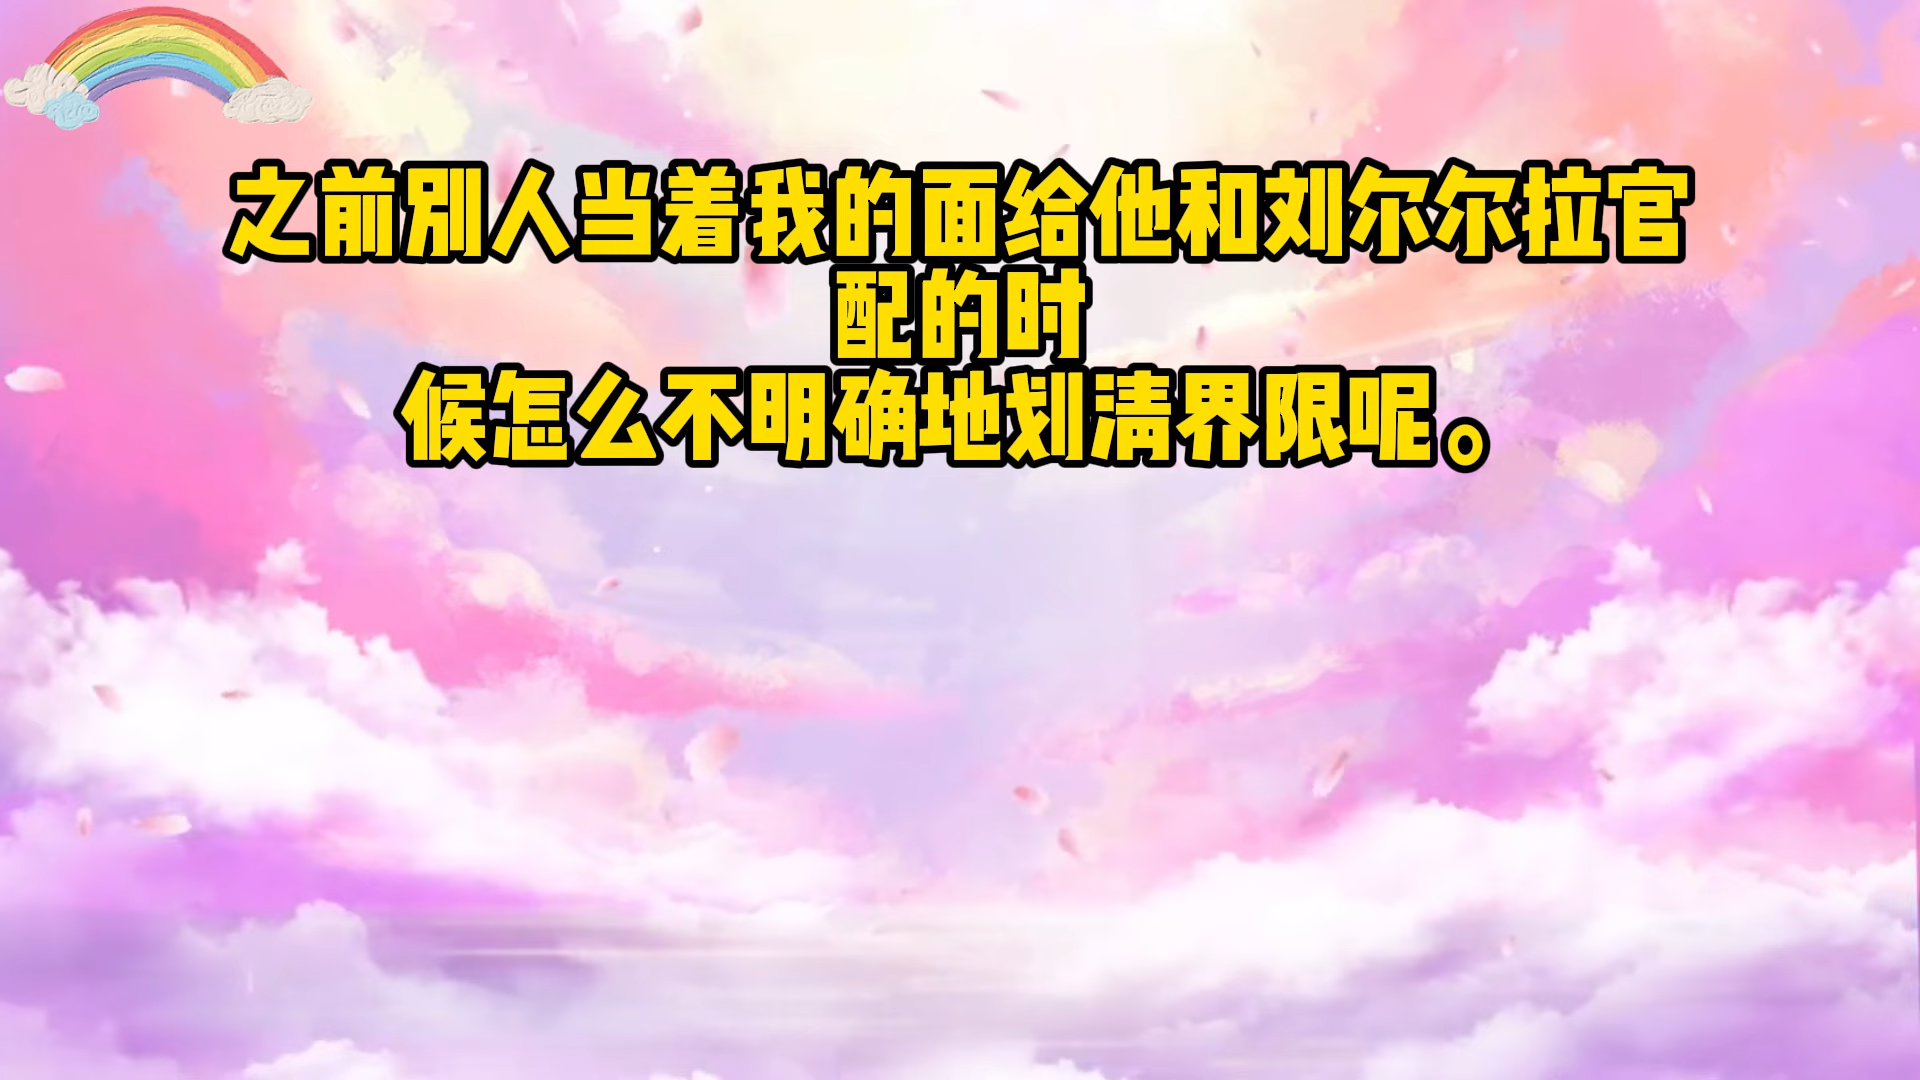 之前别人当着我的面给他和刘尔尔拉官
配的时
候怎么不明确地划清界限呢。